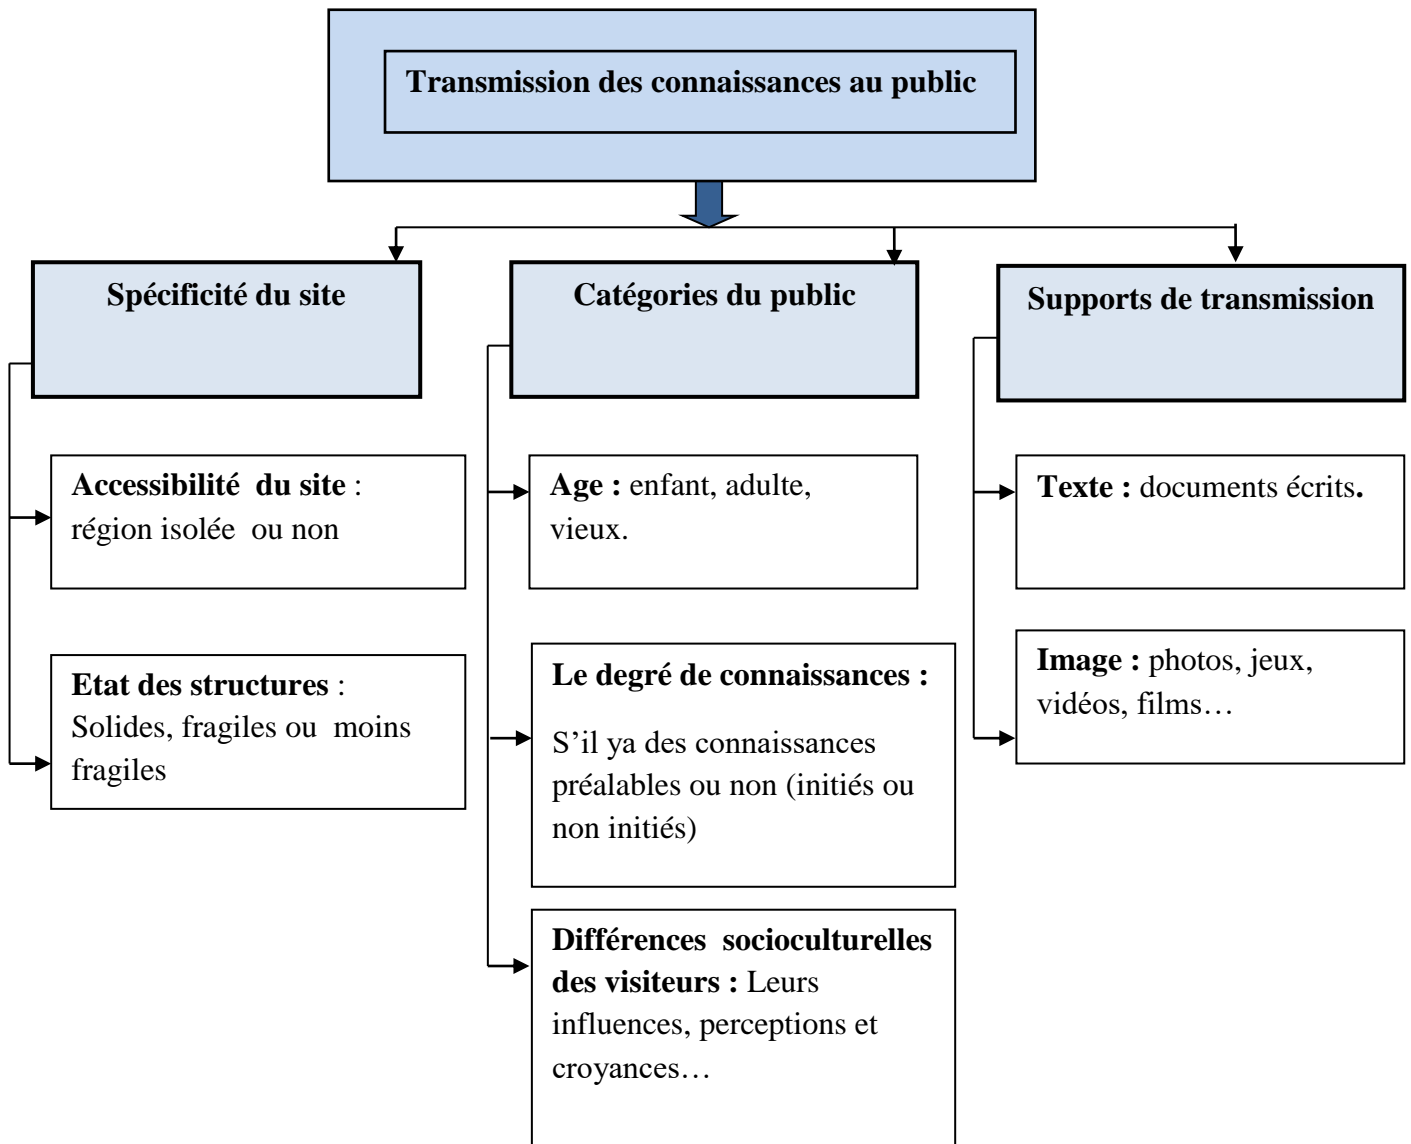 Transmission des connaissances au public
Spécificité du site
Catégories du public
Supports de transmission
Accessibilité  du site :
région isolée  ou non
Etat des structures :
Solides, fragiles ou  moins
fragiles
Age : enfant, adulte,
vieux.
Le degré de connaissances :
S’il ya des connaissances
préalables ou non (initiés ou
non initiés)
Différences  socioculturelles
des visiteurs : Leurs
influences, perceptions et
croyances…
Texte : documents écrits.
Image : photos, jeux,
vidéos, films…